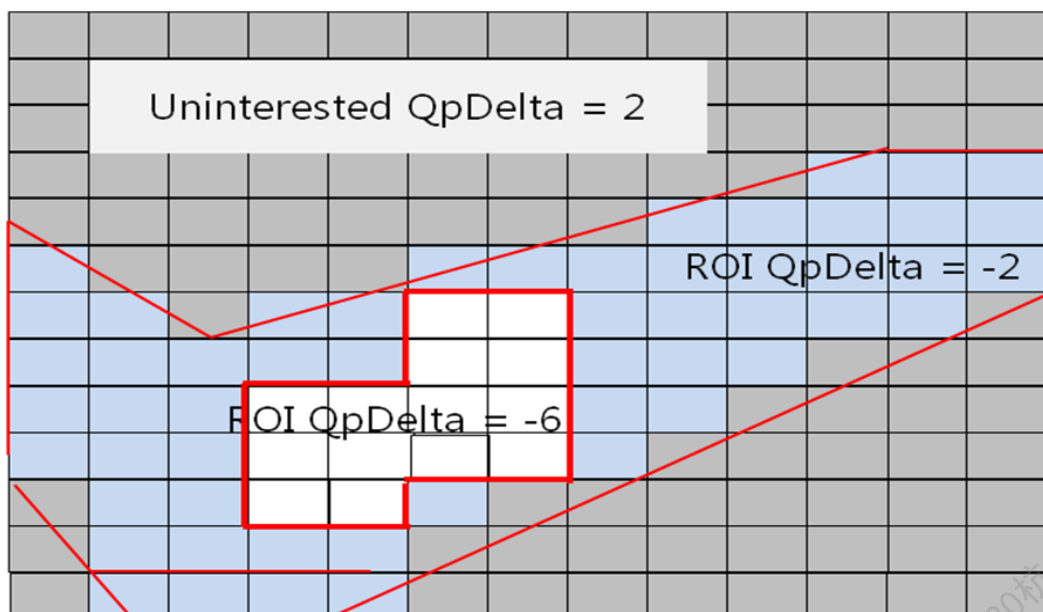 Uninterested QpDelta = 2
ROI QpDelta = -2
ROI QpDelta = -6